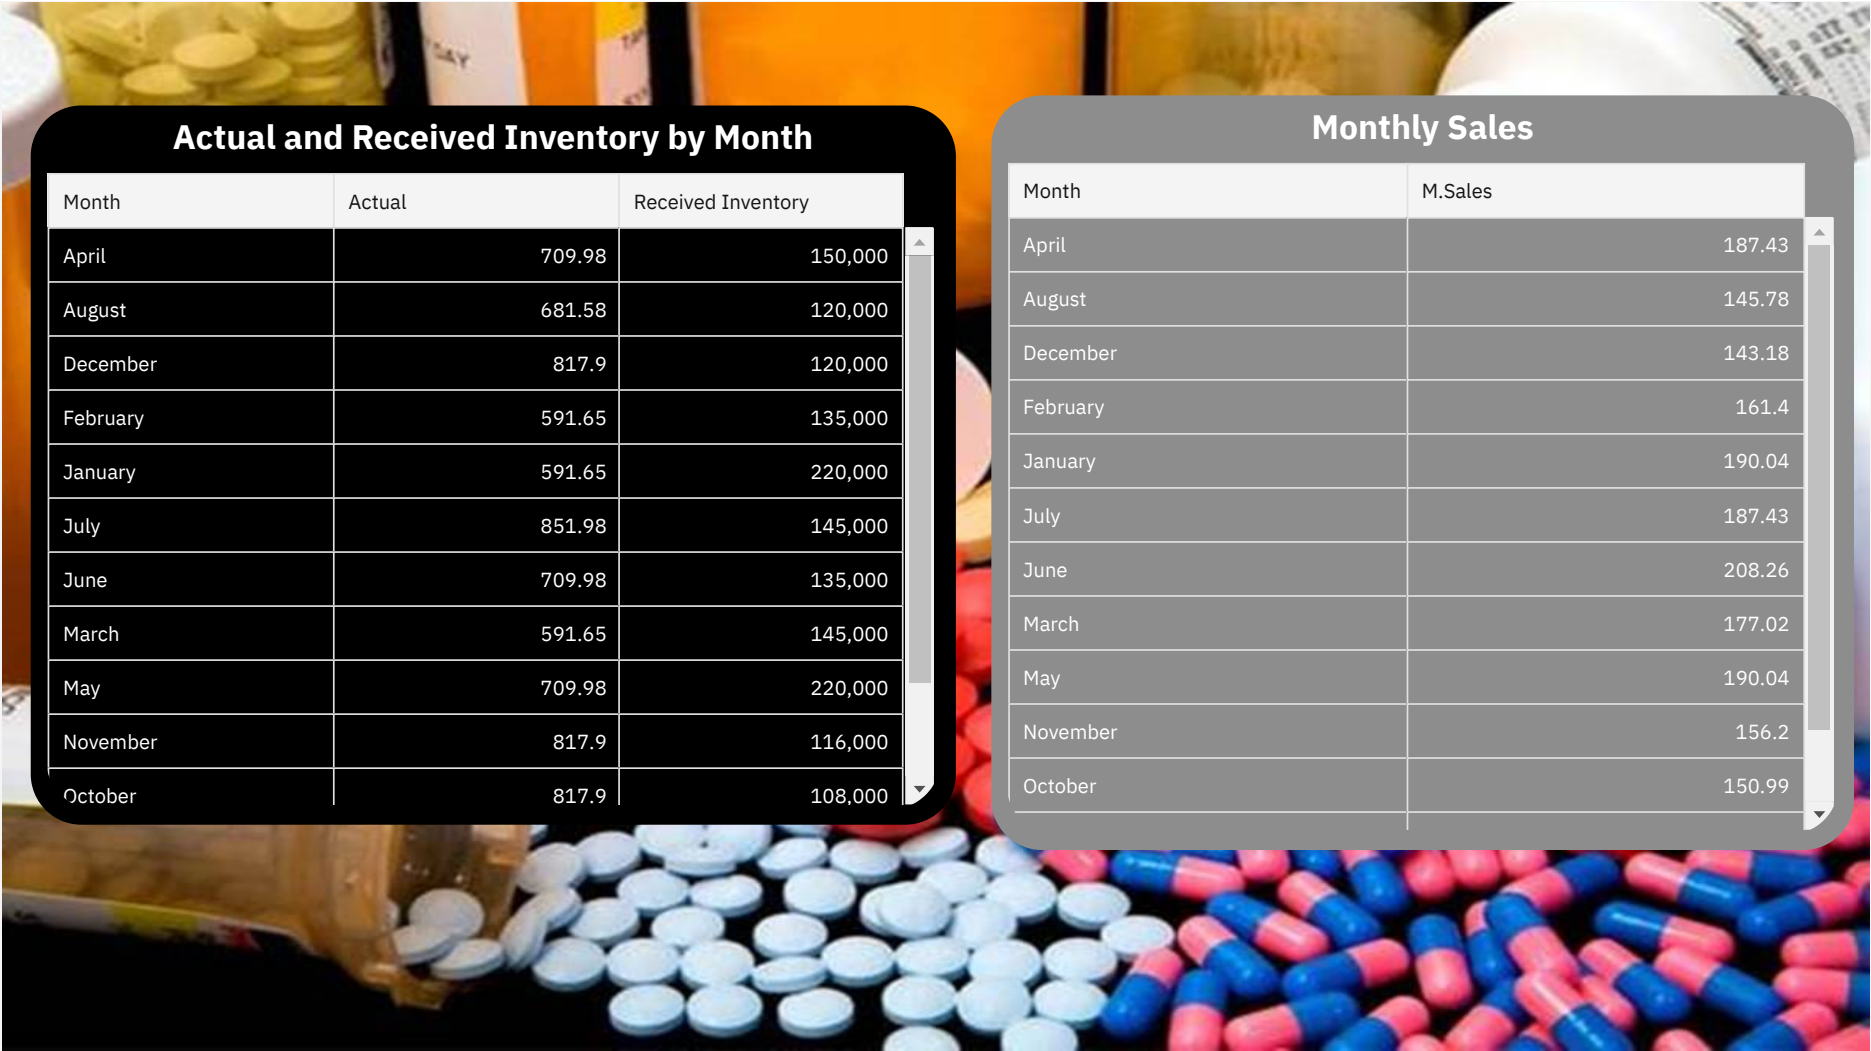 DAY
Actual and Received Inventory by Month
Month Actual Received Inventory
April 709.98 150,000
August 681.58 120,000
December 817.9 120,000
February 591.65 135,000
January 591.65 220,000
July 851.98 145,000
June 709.98 135,000
March 591.65 145,000
May 709.98 220,000
November 817.9 116,000
October 817.9 108,000
Monthly Sales
Month M.Sales
April 187.43
August 145.78
December 143.18
February 161.4
January 190.04
July 187.43
June 208.26
March 177.02
May 190.04
November 156.2
October 150.99